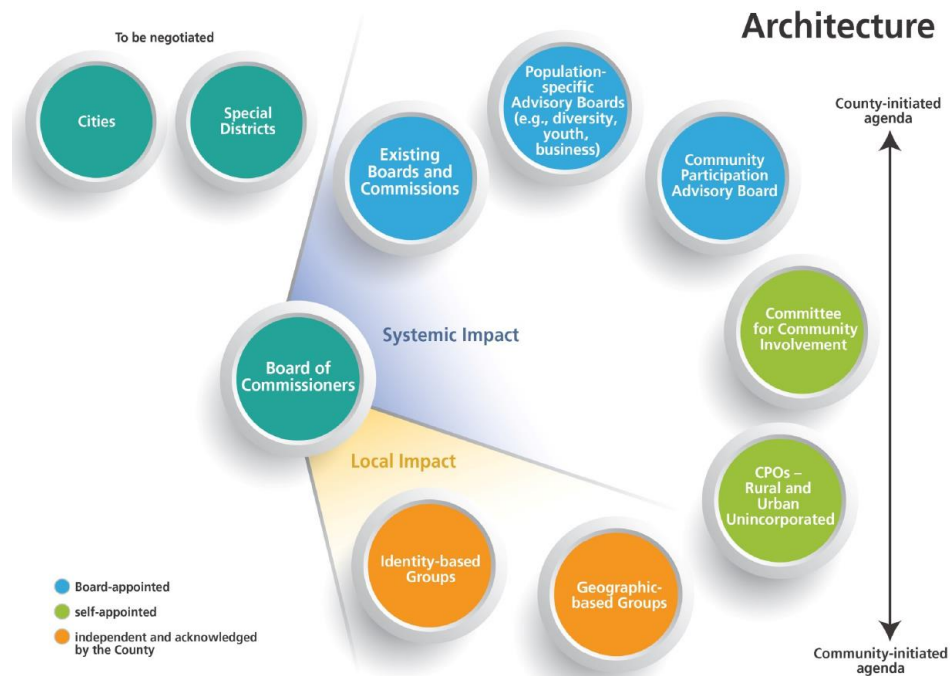 Architecture
To be negotiated
Cities
Special
Districts
Existing
Boards and
Commissions
Population-
specific
Advisory Boards
(e.g., diversity,
youth,
business)
Community
Participation
Advisory Board
County-initiated
agenda
Committee
for Community
Involvement
Systemic Impact
Board of
Commissioners
Local Impact
CPOs –
Rural and
Urban
Unincorporated
Identity-based
Groups
Geographic-
based Groups
Board-appointed
self-appointed
independent and acknowledged
by the County
Community-initiated
agenda